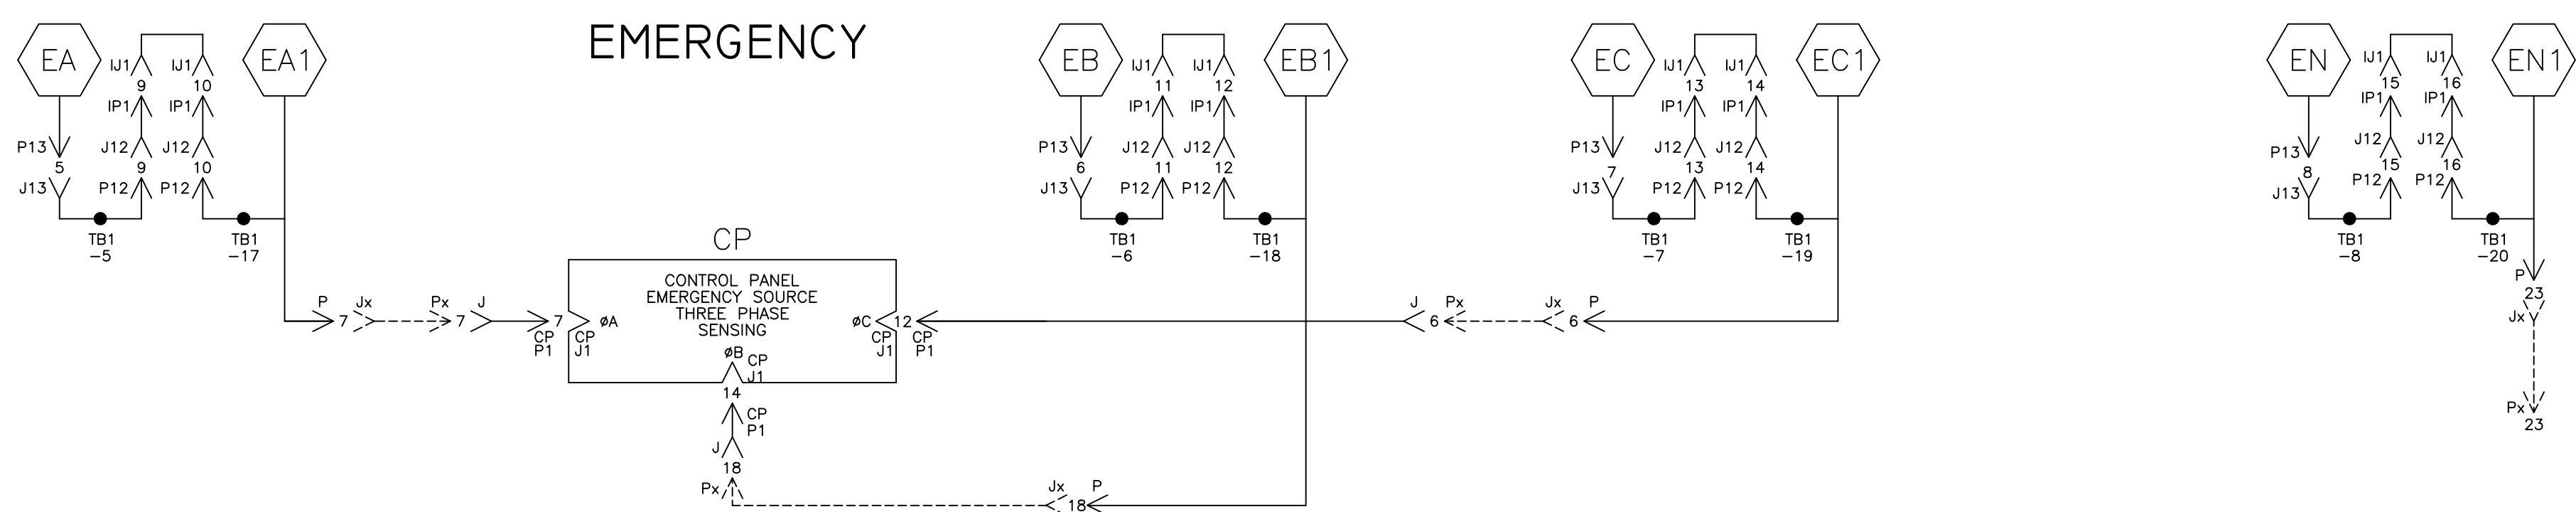 EMERGENCY
EA
EA1
IJ1
9
IP1
J12
9
P12
IJ1
10
IP1
J12
10
P12
P13
5
J13
TB1
-5
TB1
-17
EB
EB1
IJ1
11
IP1
J12
11
P12
IJ1
12
IP1
J12
12
P12
P13
6
J13
TB1
-6
TB1
-18
EC
EC1
IJ1
13
IP1
J12
13
P12
IJ1
14
IP1
J12
14
P12
P13
7
J13
TB1
-7
TB1
-19
EN
EN1
IJ1
15
IP1
J12
15
P12
IJ1
16
IP1
J12
16
P12
P13
8
J13
TB1
-8
TB1
-20
P
23
Jx
Px
23
CP
CONTROL PANEL
EMERGENCY SOURCE
THREE PHASE
SENSING
P
7
Jx
Px
7
J
7
CP
P1
CP
J1
øA
øC
12
CP
J1
CP
P1
J
6
Px
Jx
6
P
øB
CP
J1
14
CP
P1
J
18
Px
Jx
18
P